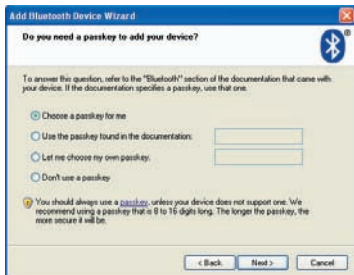 Add Bluetooth Device Wizard
Do you need a passkey to add your device?
To answer this question, refer to the "Bluetooth" section of the documentation that came with
your device. If the documentation specifies a passkey, use that one.
Choose a passkey for me
Use the passkey found in the documentation:
Let me choose my own passkey:
Don't use a passkey
You should always use a passkey, unless your device does not support one. We
recommend using a passkey that is 8 to 16 digits long. The longer the passkey, the
more secure it will be.
< Back Next > Cancel